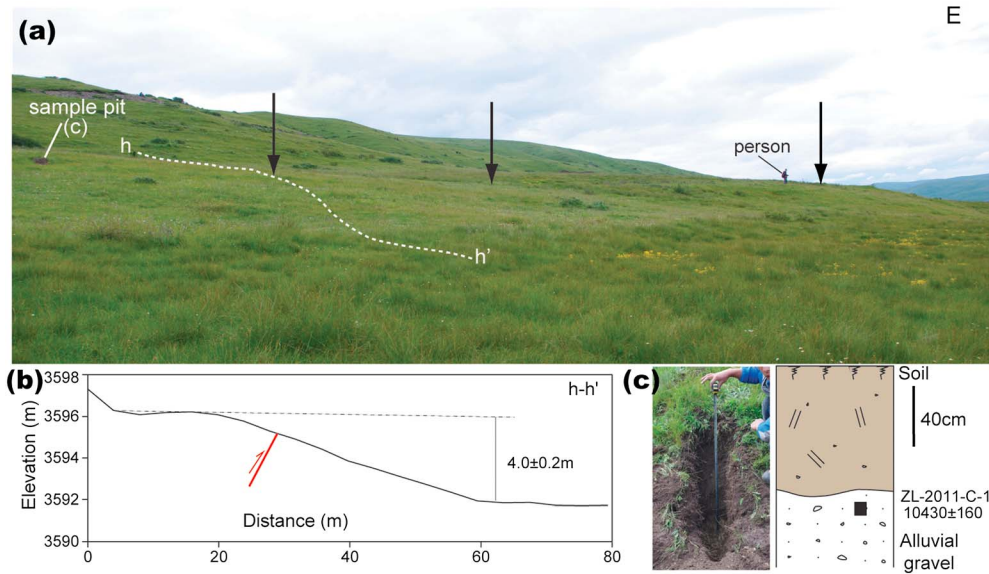 (a)
E
sample pit
(c)
h
person
h'
(b)
3598
3596
3594
3592
3590
Elevation (m)
h-h'
4.0±0.2m
Distance (m)
0
20
40
60
80
(c)
Soil
40cm
ZL-2011-C-1
10430±160
Alluvial
gravel